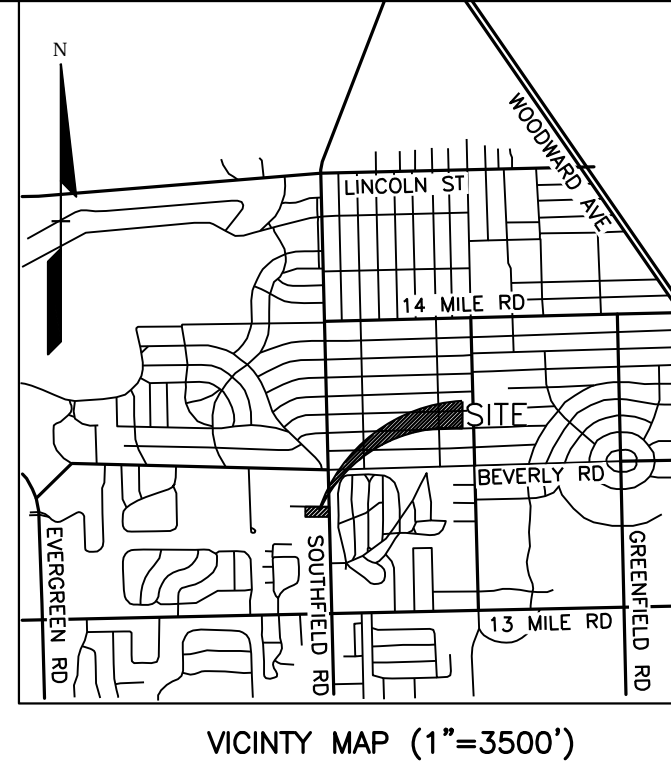 N
WOODWARD AVE
LINCOLN ST
14 MILE RD
SITE
BEVERLY RD
EVERGREEN RD
SOUTHFIELD RD
GREENFIELD RD
13 MILE RD
VICINTY MAP (1"=3500')